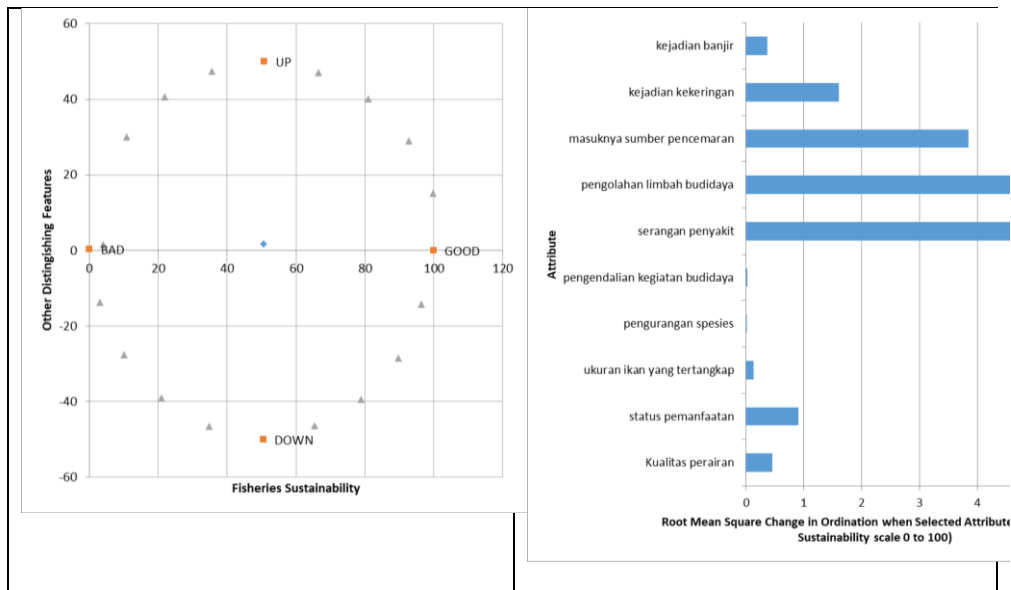 60
40
20
0
-20
-40
-60
0
20
40
60
80
100
120
UP
BAD
GOOD
DOWN
Other Distingishing Features
Fisheries Sustainability
kejadian banjir
kejadian kekeringan
masuknya sumber pencemaran
pengolahan limbah budidaya
serangan penyakit
pengendalian kegiatan budidaya
pengurangan spesies
ukuran ikan yang tertangkap
status pemanfaatan
Kualitas perairan
Attribute
0
1
2
3
4
Root Mean Square Change in Ordination when Selected Attribute
Sustainability scale 0 to 100)